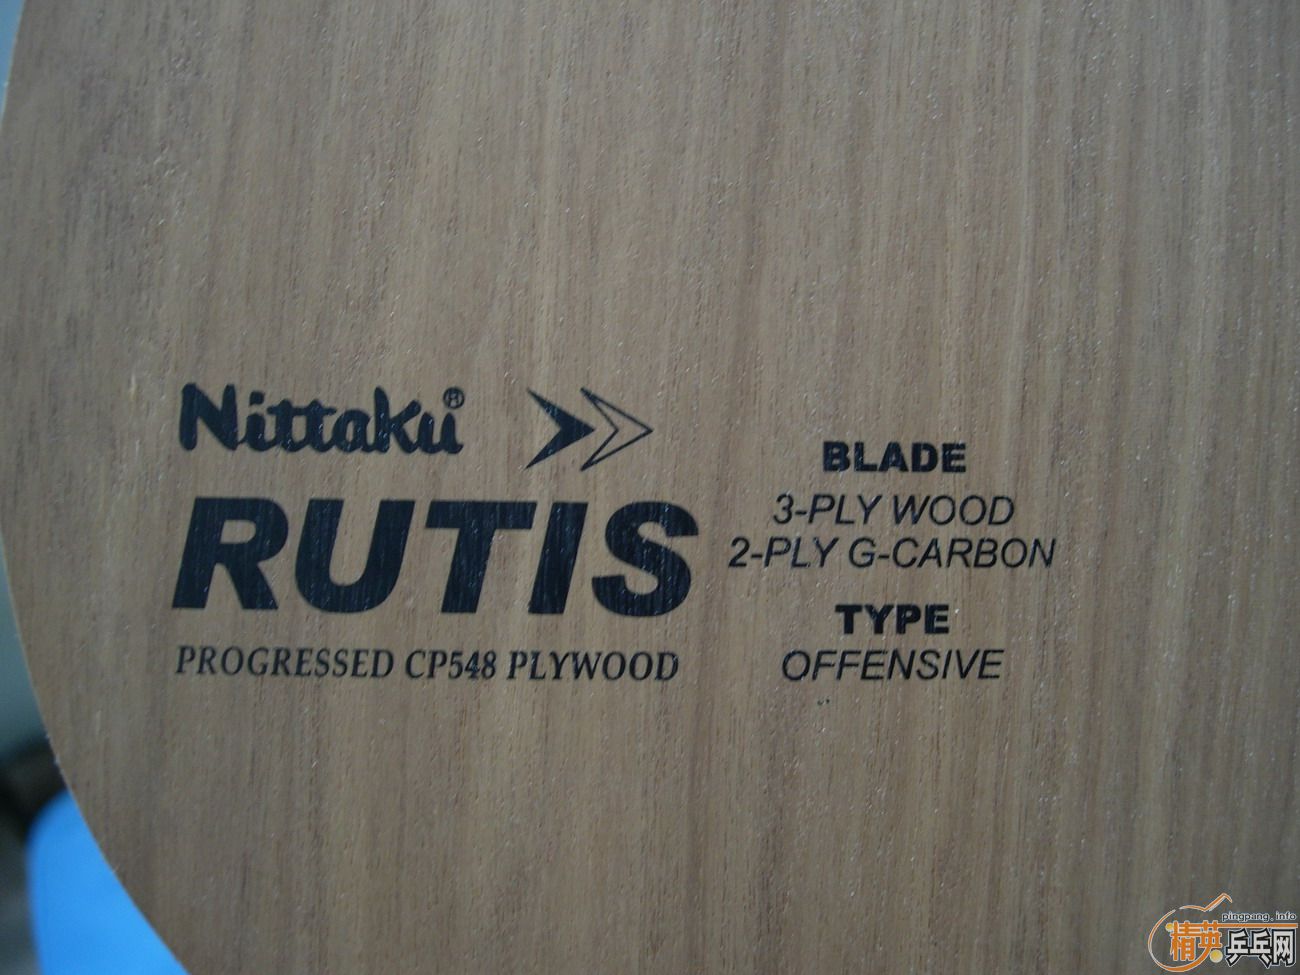 Nittaku®
RUTIS
PROGRESSED CP548 PLYWOOD
BLADE
3-PLY WOOD
2-PLY G-CARBON
TYPE
OFFENSIVE
pingpang.info
精英乒乓网